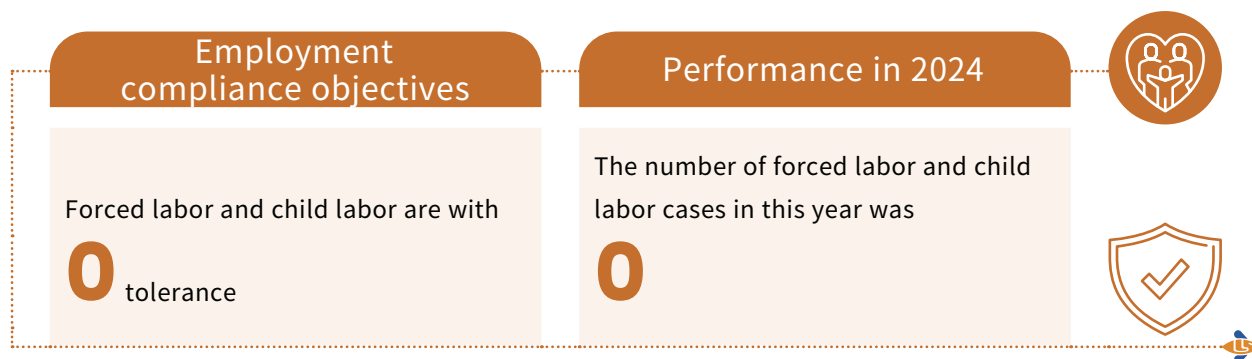 Employment
compliance objectives
Forced labor and child labor are with
0 tolerance
Performance in 2024
The number of forced labor and child
labor cases in this year was
0